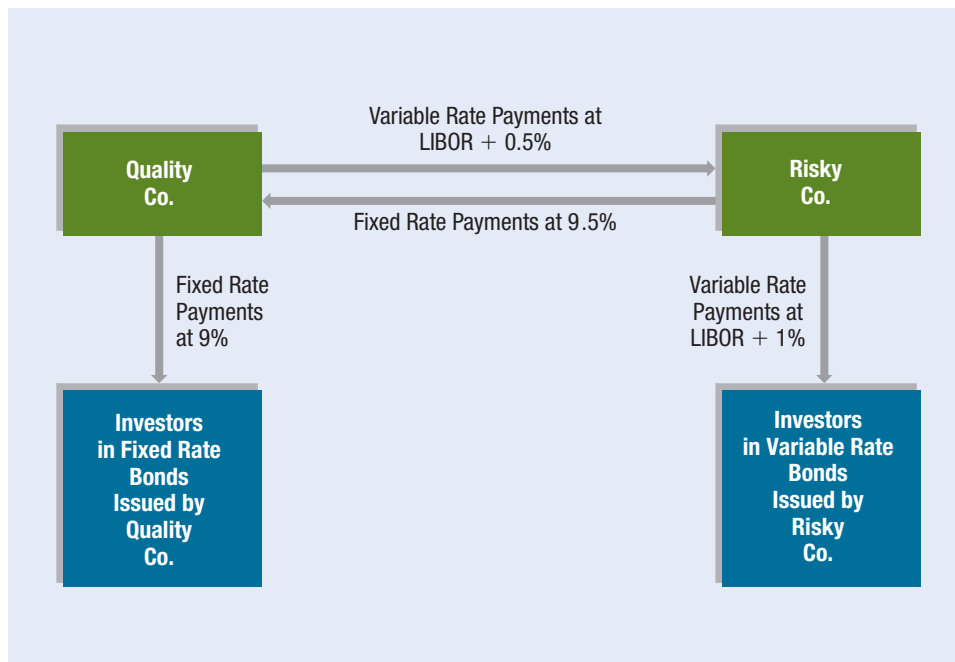 Variable Rate Payments at
LIBOR + 0.5%
Quality
Co.
Risky
Co.
Fixed Rate Payments at 9.5%
Fixed Rate
Payments
at 9%
Variable Rate
Payments at
LIBOR + 1%
Investors
in Fixed Rate
Bonds
Issued by
Quality
Co.
Investors
in Variable Rate
Bonds
Issued by
Risky
Co.